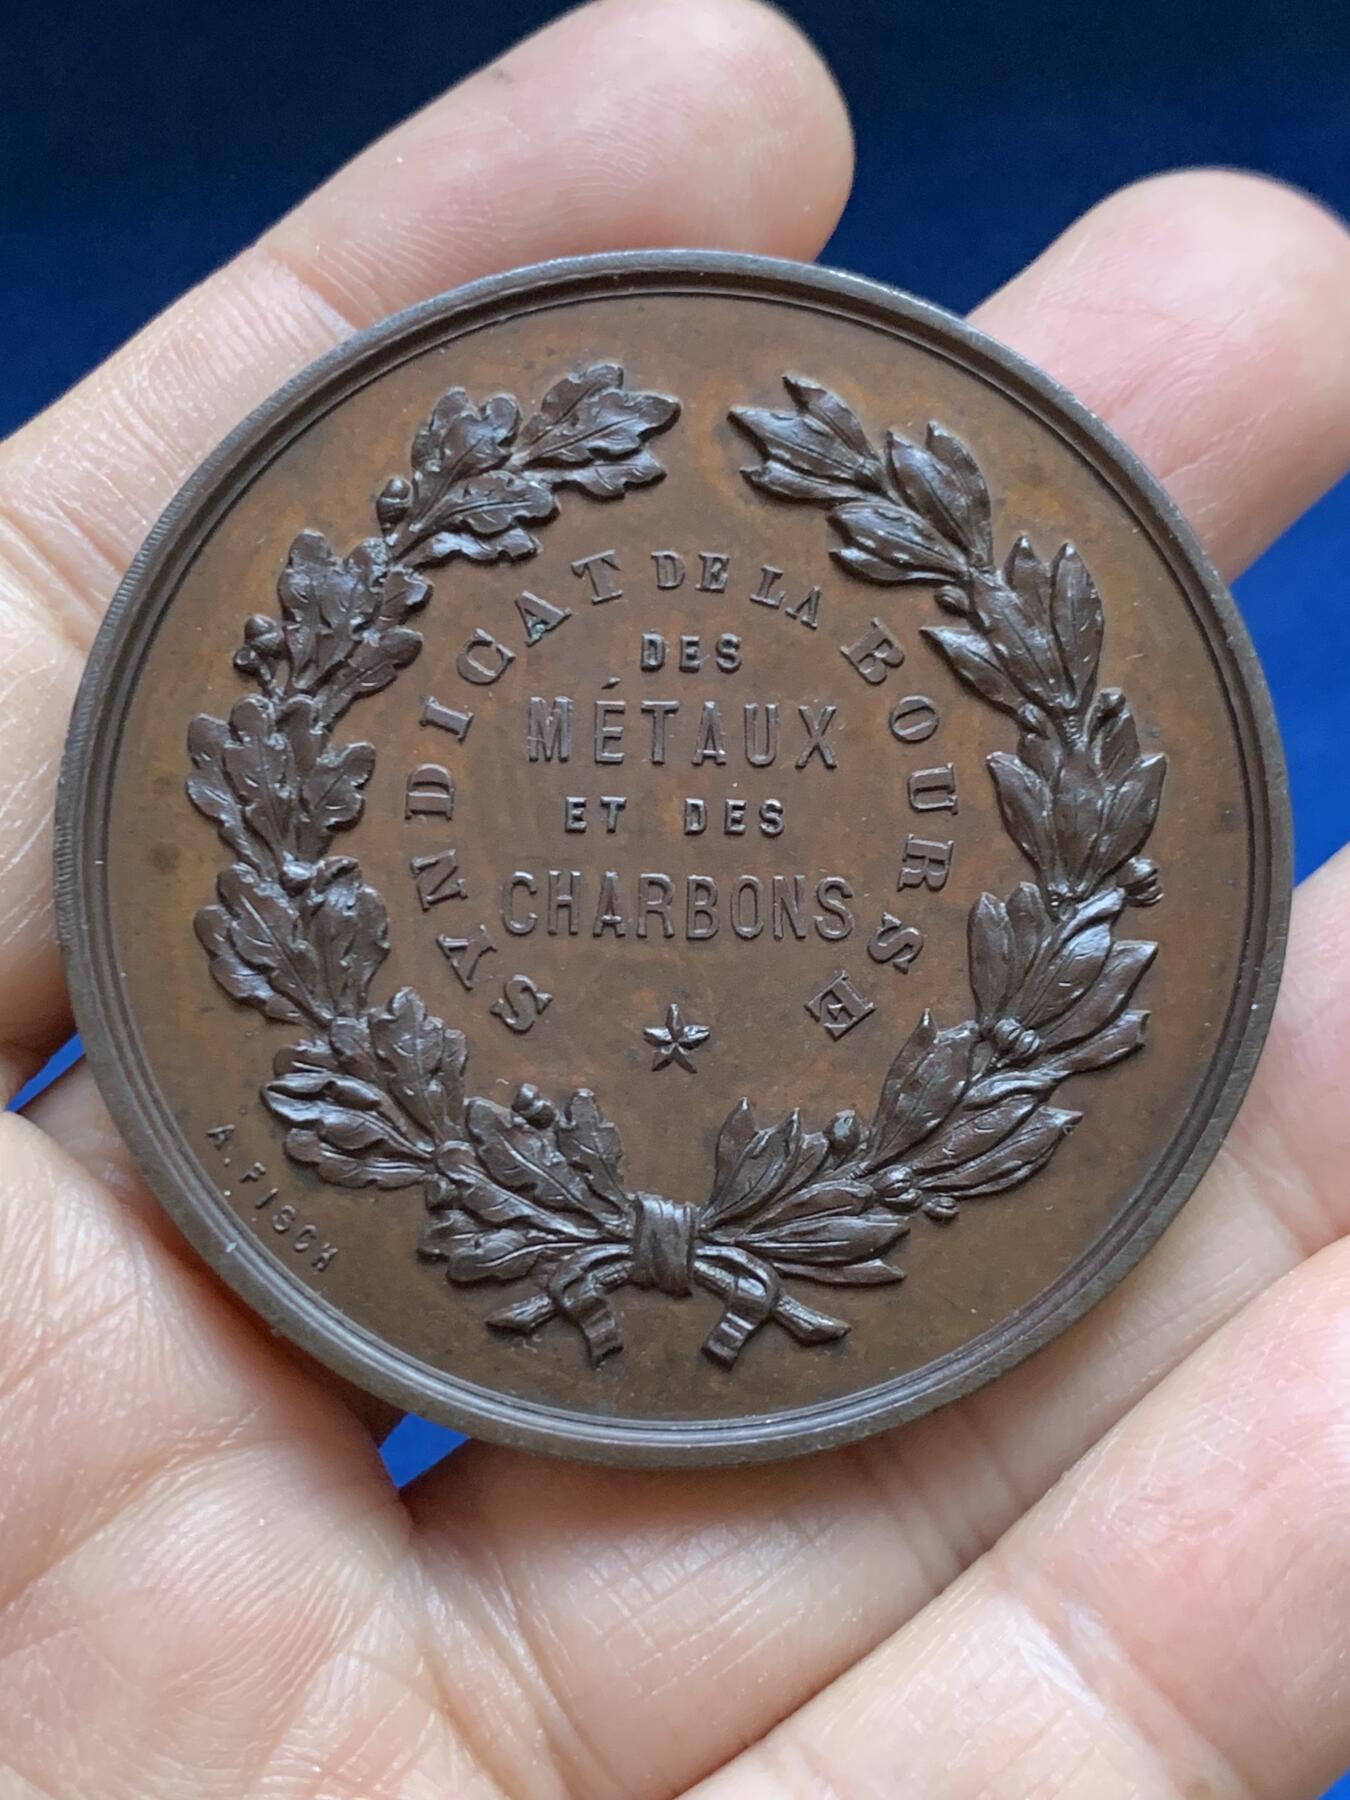 SYNDICAT DE LA BOURSE
DES
MÉTAUX
ET DES
CHARBONS
A. FISCH